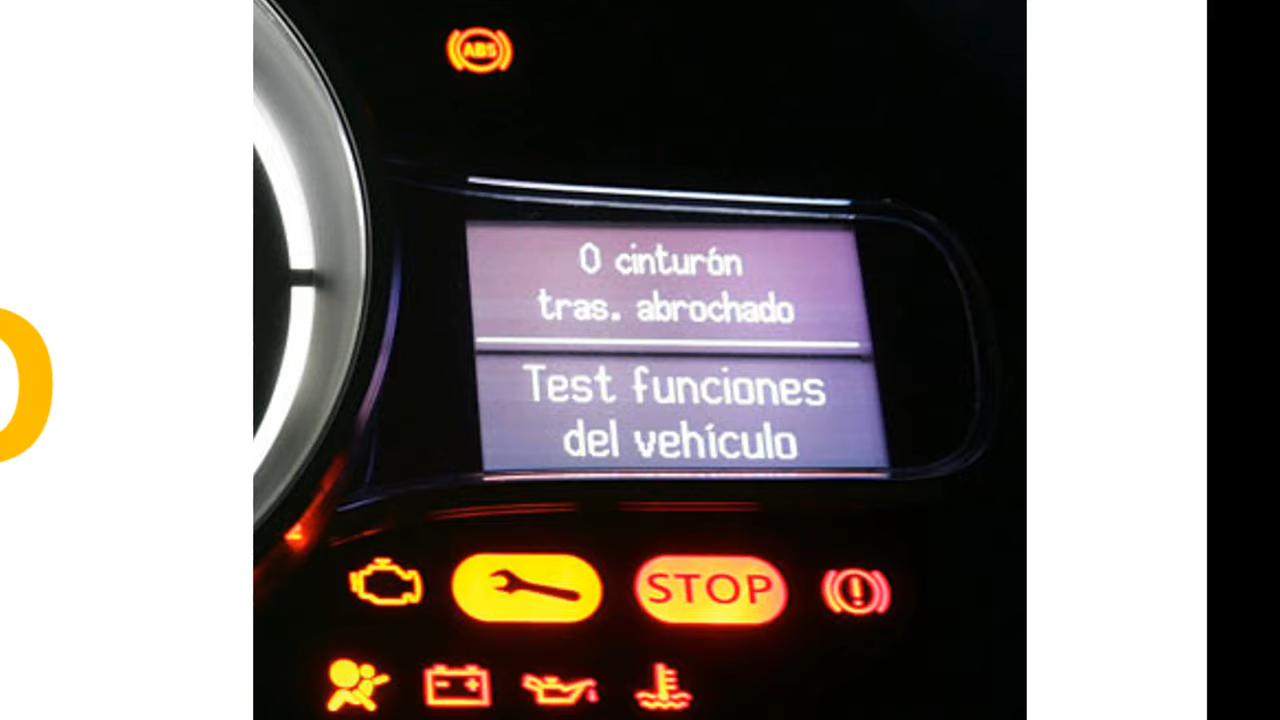 ABS
0 cinturón
tras. abrochado
Test funciones
del vehículo
STOP